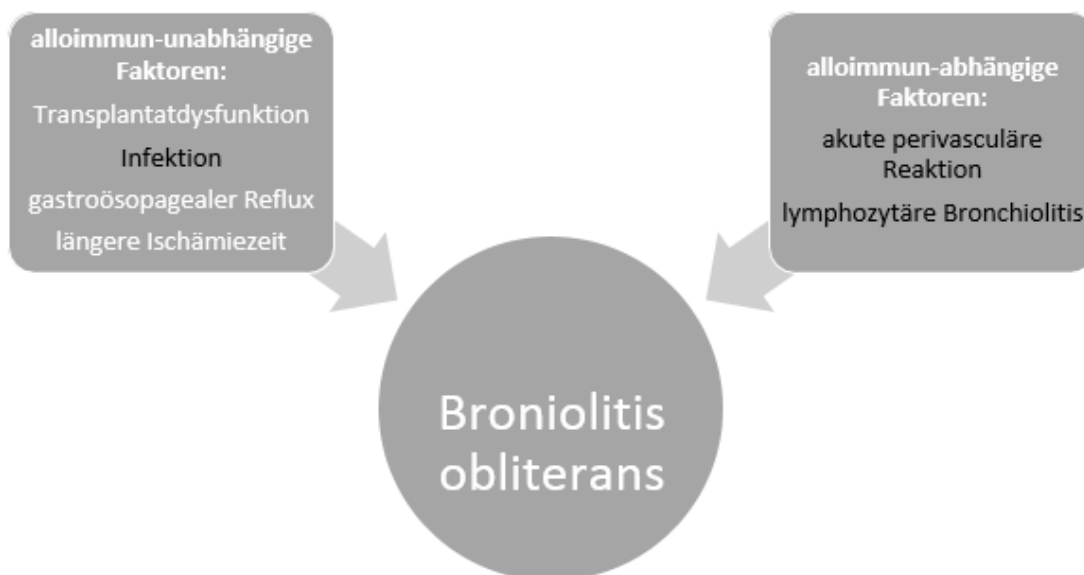 alloimmun-unabhängige
Faktoren:
Transplantatdysfunktion
Infektion
gastroösopagealer Reflux
längere Ischämiezeit
alloimmun-abhängige
Faktoren:
akute perivasculäre
Reaktion
lymphozytäre Bronchiolitis
Broniolitis
obliterans